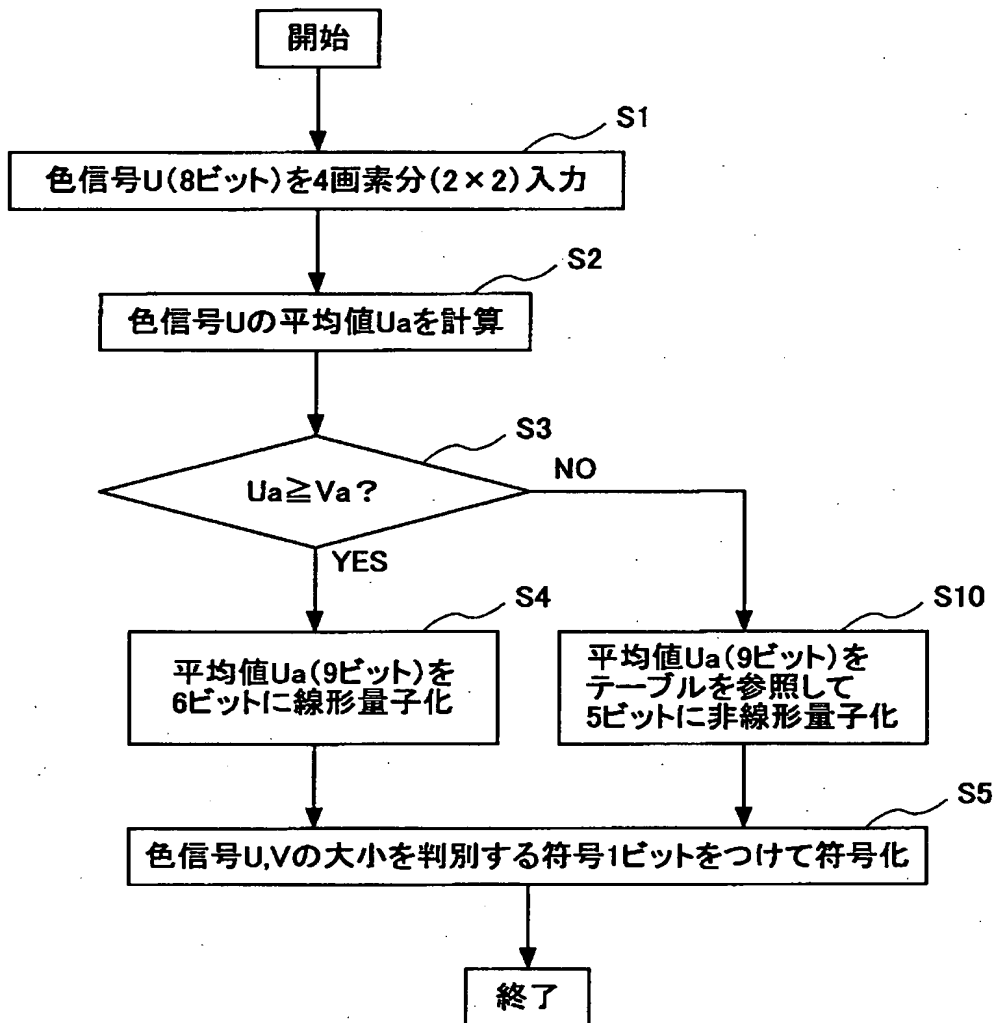 開始
S1
色信号U(8ビット)を4画素分(2×2)入力
S2
色信号Uの平均値Uaを計算
S3
Ua≧Va?
NO
YES
S4
平均値Ua(9ビット)を
6ビットに線形量子化
S10
平均値Ua(9ビット)を
テーブルを参照して
5ビットに非線形量子化
S5
色信号U,Vの大小を判別する符号1ビットをつけて符号化
終了